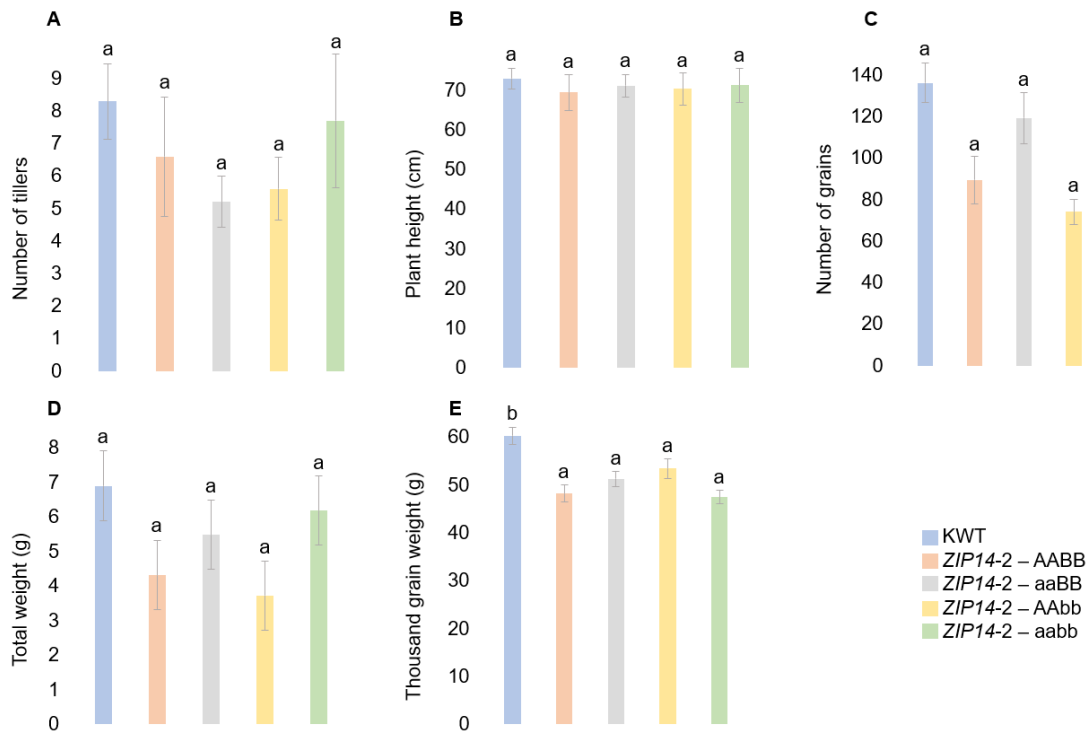 A
Number of tillers
9
8
7
6
5
4
3
2
1
0
a
a
a
a
a
B
Plant height (cm)
70
60
50
40
30
20
10
0
a
a
a
a
a
C
Number of grains
140
120
100
80
60
40
20
0
a
a
a
a
D
Total weight (g)
8
7
6
5
4
3
2
1
0
a
a
a
a
a
E
Thousand grain weight (g)
60
50
40
30
20
10
0
b
a
a
a
a
KWT
ZIP14-2 – AABB
ZIP14-2 – aaBB
ZIP14-2 – AAbb
ZIP14-2 – aabb